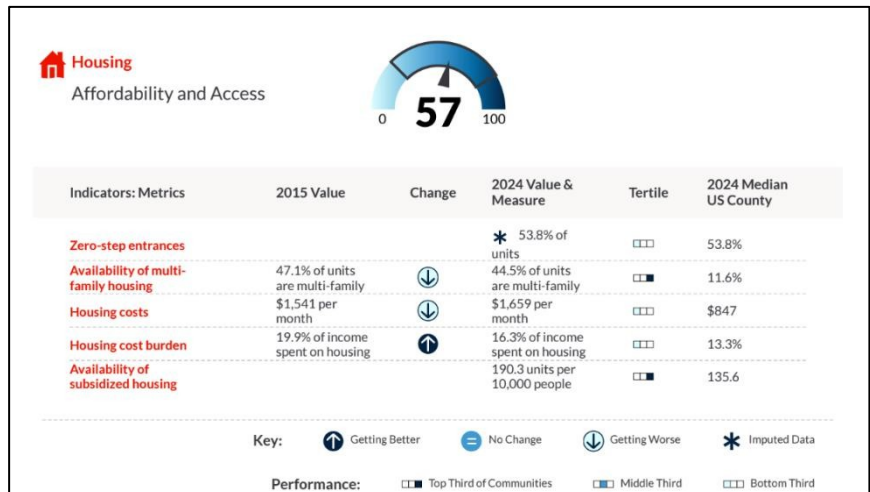 Housing
Affordability and Access
57
0
100
Indicators: Metrics 2015 Value Change 2024 Value & Measure Tertile 2024 Median US County
Zero-step entrances 53.8% of units 53.8%
Availability of multi-family housing 47.1% of units are multi-family 44.5% of units are multi-family 11.6%
Housing costs $1,541 per month $1,659 per month $847
Housing cost burden 19.9% of income spent on housing 16.3% of income spent on housing 13.3%
Availability of subsidized housing 190.3 units per 10,000 people 135.6
Key: Getting Better No Change Getting Worse Imputed Data
Performance: Top Third of Communities Middle Third Bottom Third